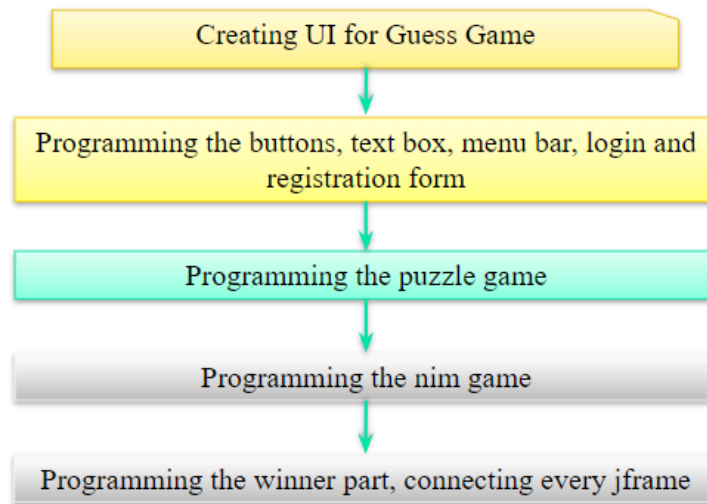 Creating UI for Guess Game
Programming the buttons, text box, menu bar, login and
registration form
Programming the puzzle game
Programming the nim game
Programming the winner part, connecting every jframe